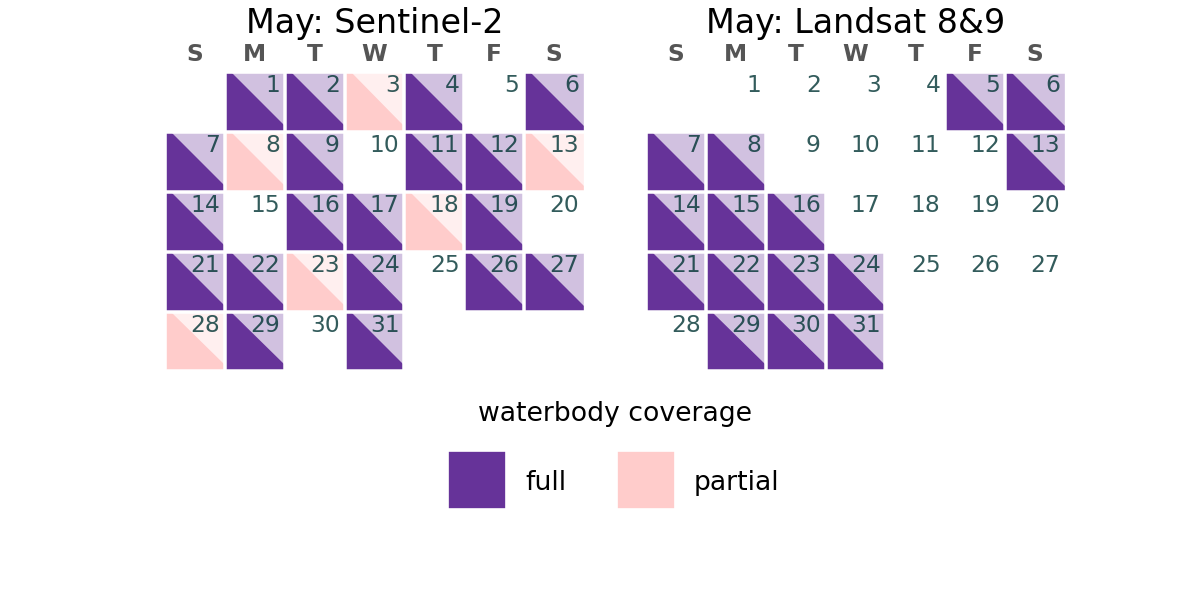 May: Sentinel-2
S M T W T F S
1 2 3 4 5 6
7 8 9 10 11 12 13
14 15 16 17 18 19 20
21 22 23 24 25 26 27
28 29 30 31
May: Landsat 8&9
S M T W T F S
1 2 3 4 5 6
7 8 9 10 11 12 13
14 15 16 17 18 19 20
21 22 23 24 25 26 27
28 29 30 31
waterbody coverage
full partial